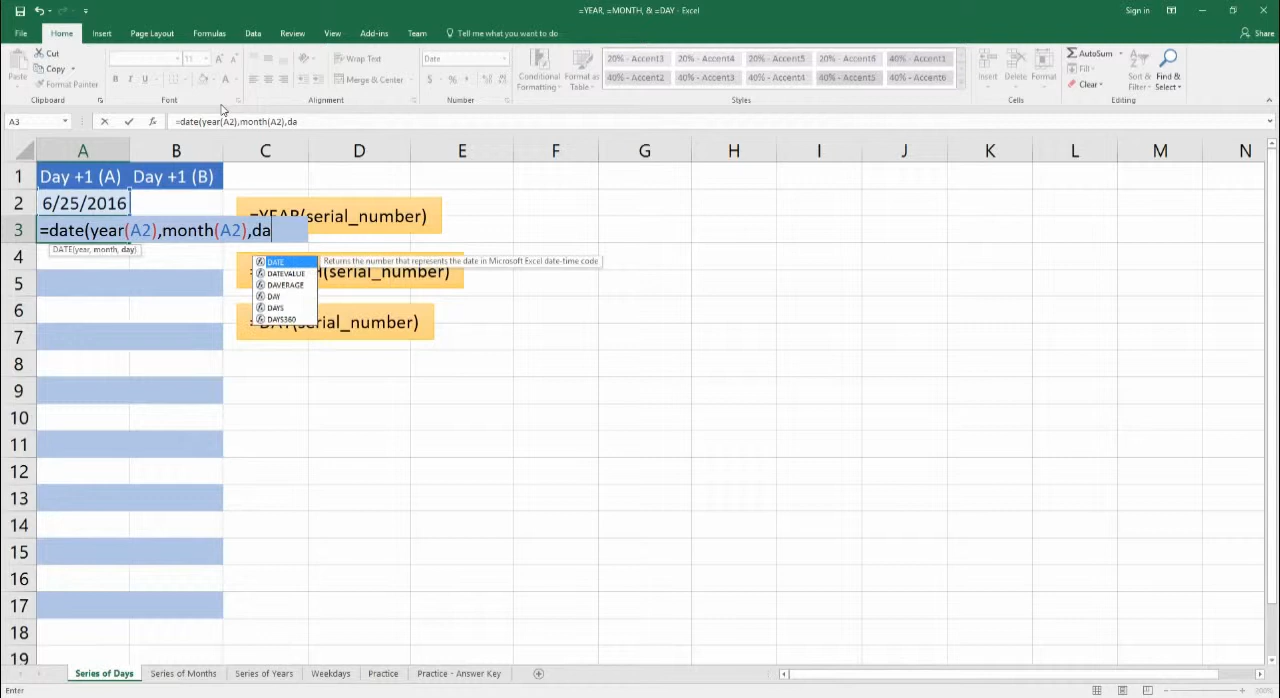 =YEAR, =MONTH, & =DAY - Excel
Sign in
File Home Insert Page Layout Formulas Data Review View Add-ins Team Tell me what you want to do
Share
Paste
Cut
Copy
Format Painter
Clipboard
11
B I U
Font
Wrap Text
Merge & Center
Alignment
Date
$ % ,
Number
Conditional Formatting
Format as Table
20% - Accent3 20% - Accent4 20% - Accent5 20% - Accent6 40% - Accent1
40% - Accent2 40% - Accent3 40% - Accent4 40% - Accent5 40% - Accent6
Styles
Insert Delete Format
Cells
AutoSum
Fill
Clear
Sort & Filter
Find & Select
Editing
A3
=date(year(A2),month(A2),da
A B C D E F G H I J K L M N
1 Day +1 (A) Day +1 (B)
2 6/25/2016
=YEAR(serial_number)
3 =date(year(A2),month(A2),da
DATE(year, month, day)
4
DATE Returns the number that represents the date in Microsoft Excel date-time code
(serial_number)
DATEVALUE
DAVERAGE
5
DAY
DAYS
DAYS360
6
=DAY(serial_number)
7
8
9
10
11
12
13
14
15
16
17
18
19
Series of Days Series of Months Series of Years Weekdays Practice Practice - Answer Key
Enter
200%